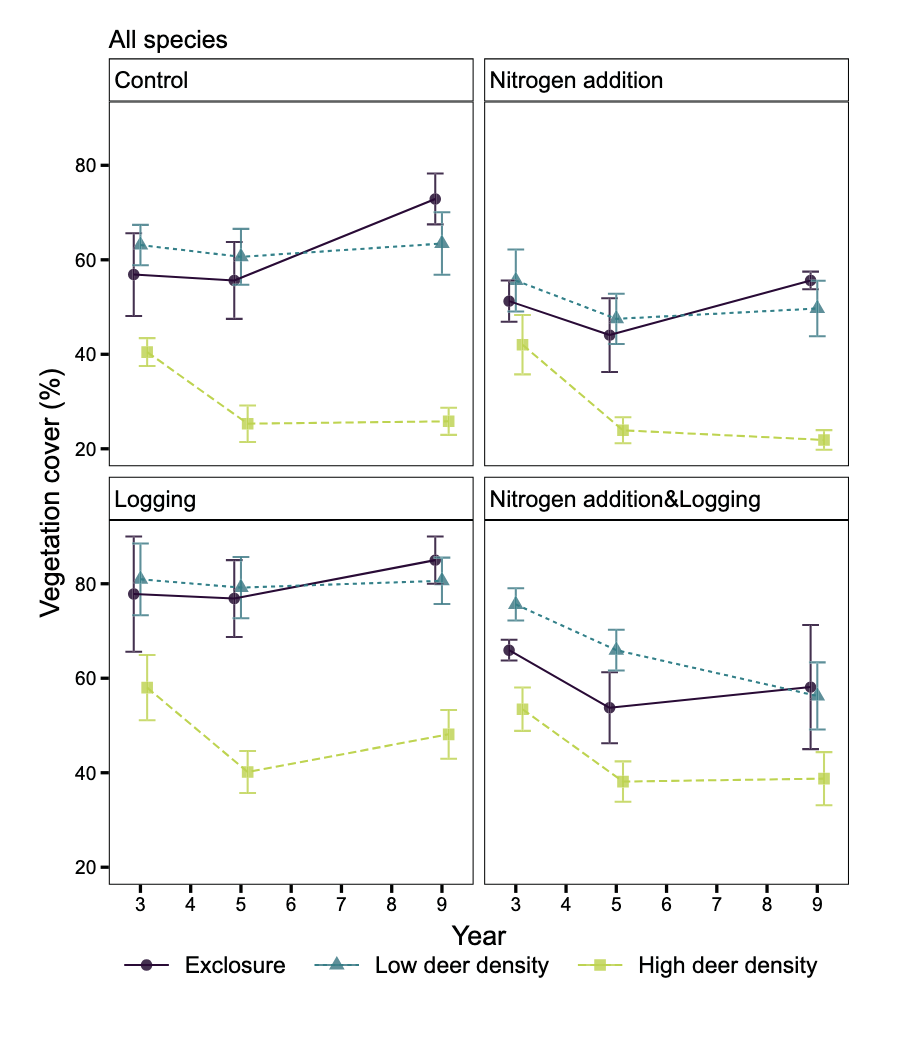 All species
Control
Nitrogen addition
80
60
40
20
Logging
Nitrogen addition&Logging
80
60
40
20
Vegetation cover (%)
3 4 5 6 7 8 9 3 4 5 6 7 8 9
Year
Exclosure Low deer density High deer density